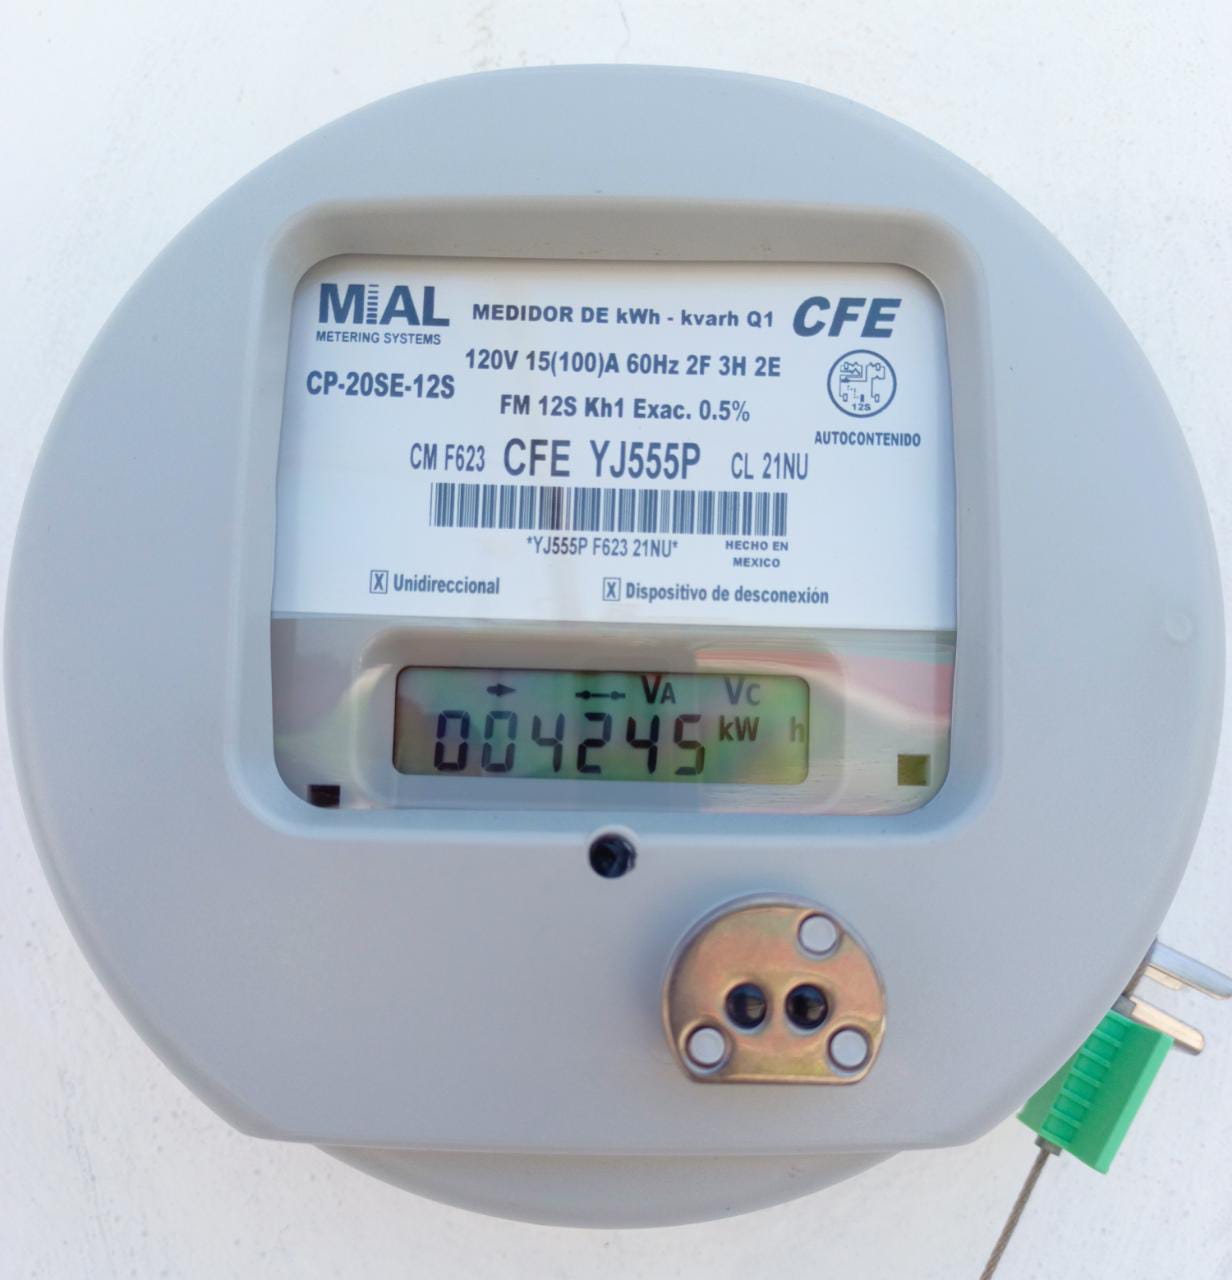 MIAL
METERING SYSTEMS
MEDIDOR DE kWh - kvarh Q1
CFE
120V 15(100)A 60Hz 2F 3H 2E
CP-20SE-12S
FM 12S Kh1 Exac. 0.5%
12S
AUTOCONTENIDO
CM F623 CFE YJ555P CL 21NU
*YJ555P F623 21NU*
HECHO EN
MEXICO
X Unidireccional
X Dispositivo de desconexión
VA VC
004245 kW h